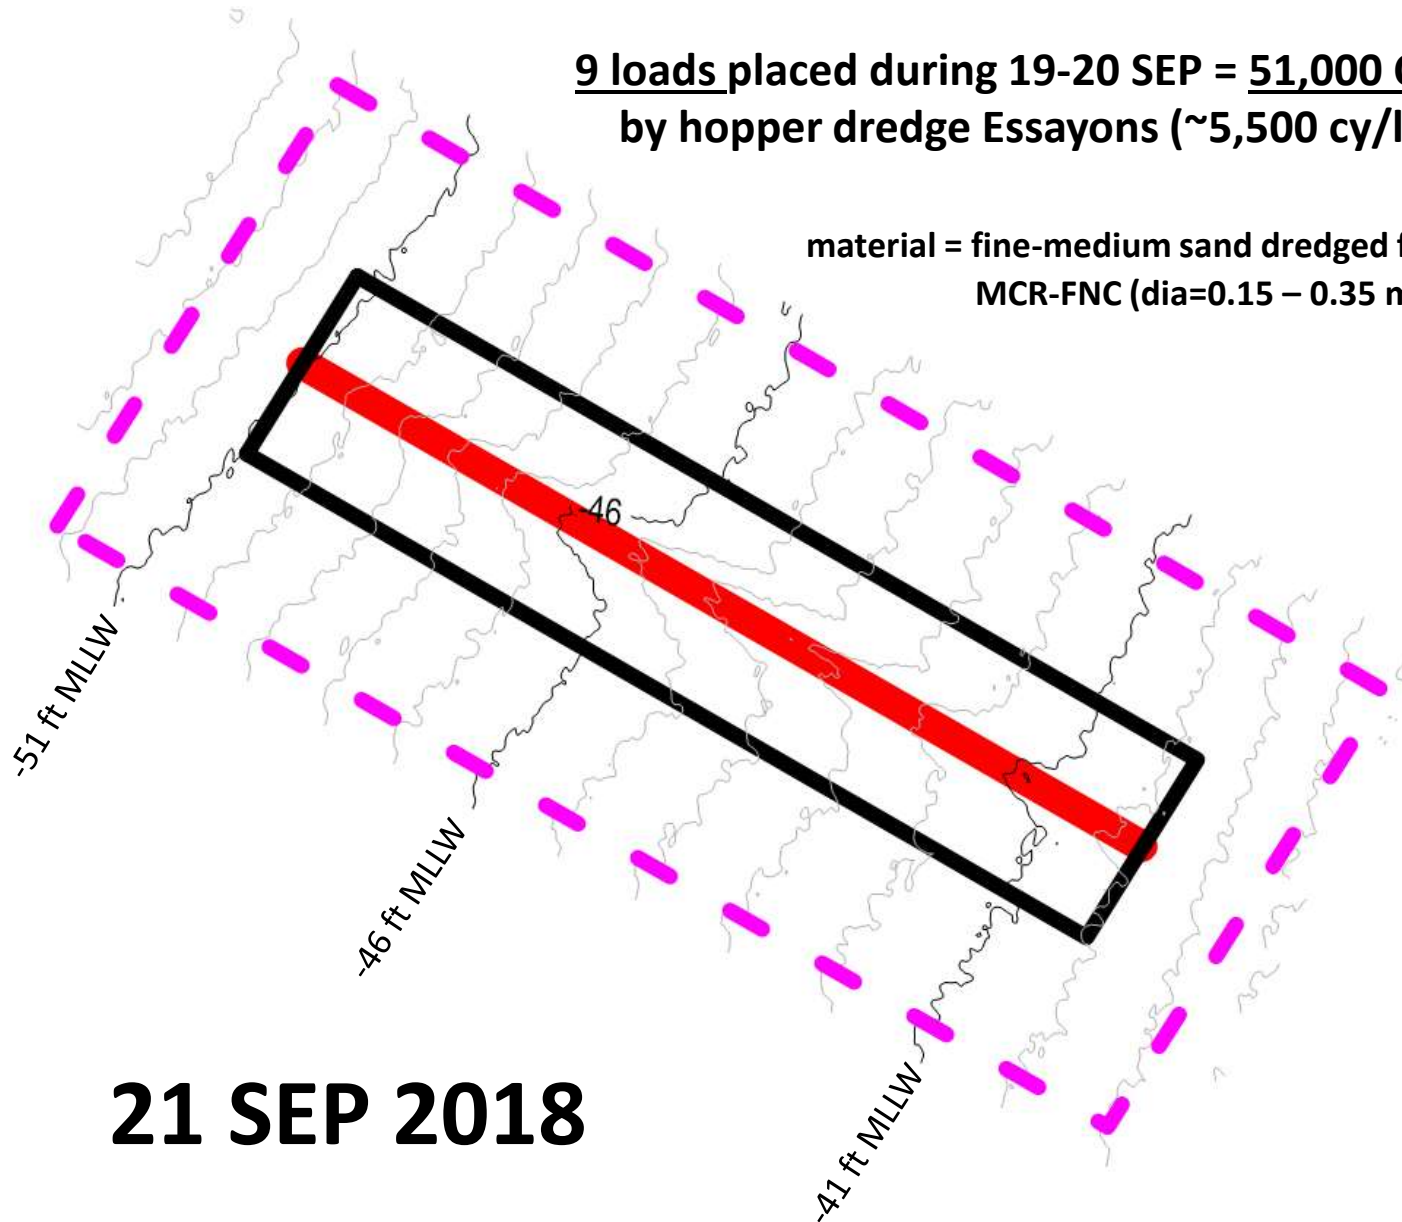 9 loads placed during 19-20 SEP = 51,000
by hopper dredge Essayons (~5,500 cy/l
material = fine-medium sand dredged f
MCR-FNC (dia=0.15 – 0.35 m
-46
-51 ft MLLW
-46 ft MLLW
-41 ft MLLW
21 SEP 2018